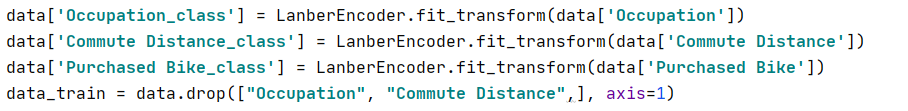 data['Occupation_class'] = LanberEncoder.fit_transform(data['Occupation'])
data['Commute Distance_class'] = LanberEncoder.fit_transform(data['Commute Distance'])
data['Purchased Bike_class'] = LanberEncoder.fit_transform(data['Purchased Bike'])
data_train = data.drop(["Occupation", "Commute Distance",], axis=1)